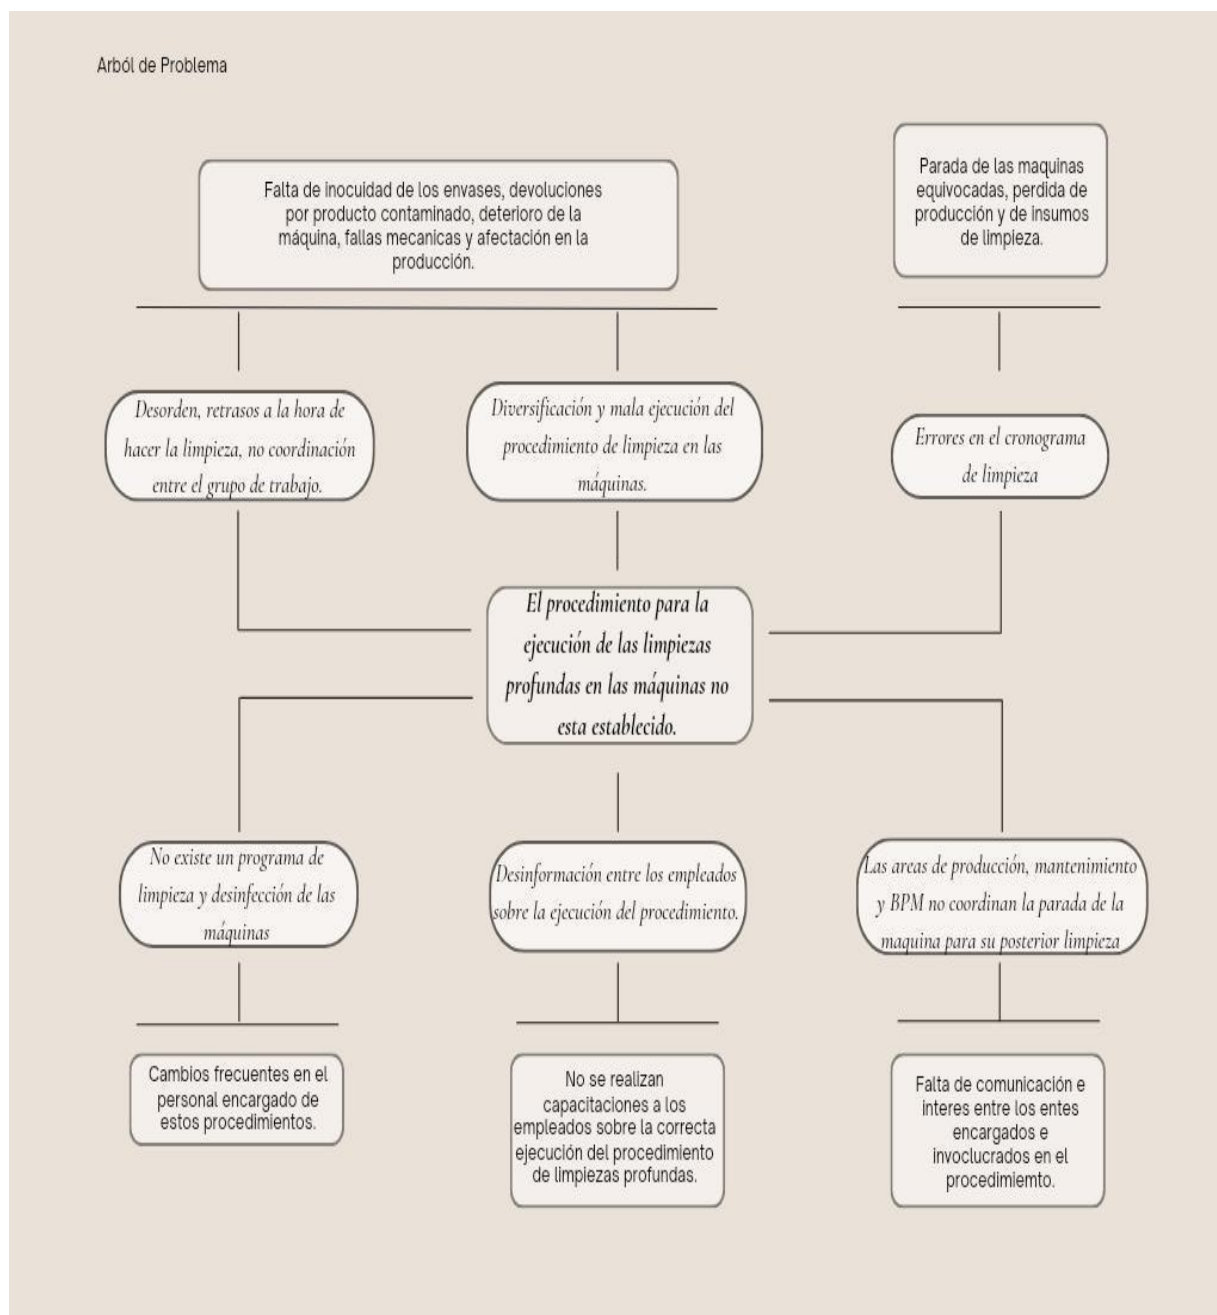 Arból de Problema
Falta de inocuidad de los envases, devoluciones
por producto contaminado, deterioro de la
máquina, fallas mecanicas y afectación en la
producción.
Parada de las maquinas
equivocadas, perdida de
producción y de insumos
de limpieza.
Desorden, retrasos a la hora de
hacer la limpieza, no coordinación
entre el grupo de trabajo.
Diversificación y mala ejecución del
procedimiento de limpieza en las
máquinas.
Errores en el cronograma
de limpieza
El procedimiento para la
ejecución de las limpiezas
profundas en las máquinas no
esta establecido.
No existe un programa de
limpieza y desinfección de las
máquinas
Desinformación entre los empleados
sobre la ejecución del procedimiento.
Las areas de producción, mantenimiento
y BPM no coordinan la parada de la
maquina para su posterior limpieza
Cambios frecuentes en el
personal encargado de
estos procedimientos.
No se realizan
capacitaciones a los
empleados sobre la correcta
ejecución del procedimiento
de limpiezas profundas.
Falta de comunicación e
interes entre los entes
encargados e
invoclucrados en el
procedimiemto.